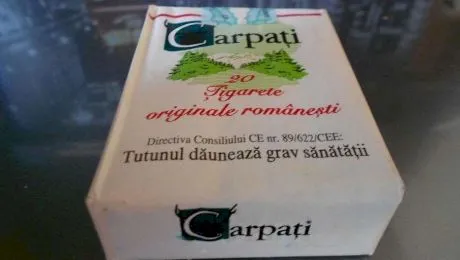 Carpați
20
Țigarete
originale românești
Directiva Consiliului CE nr. 89/622/CEE:
Tutunul dăunează grav sănătății
Carpați